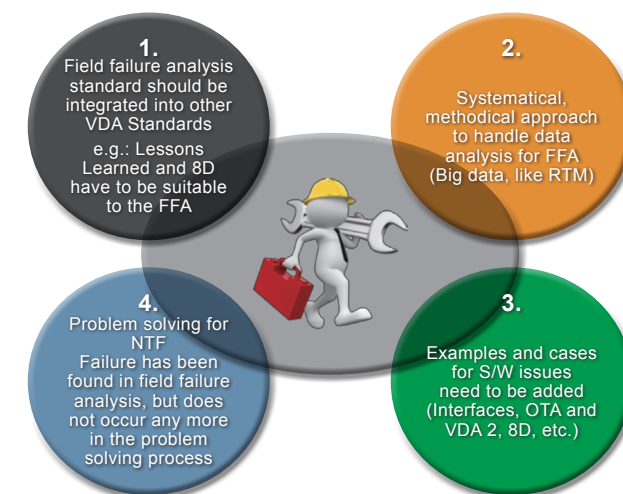 1.
Field failure analysis
standard should be
integrated into other
VDA Standards
e.g.: Lessons
Learned and 8D
have to be suitable
to the FFA
2.
Systematical,
methodical approach
to handle data
analysis for FFA
(Big data, like RTM)
4.
Problem solving for
NTF
Failure has been
found in field failure
analysis, but does
not occur any more
in the problem
solving process
3.
Examples and cases
for S/W issues
need to be added
(Interfaces, OTA and
VDA 2, 8D, etc.)